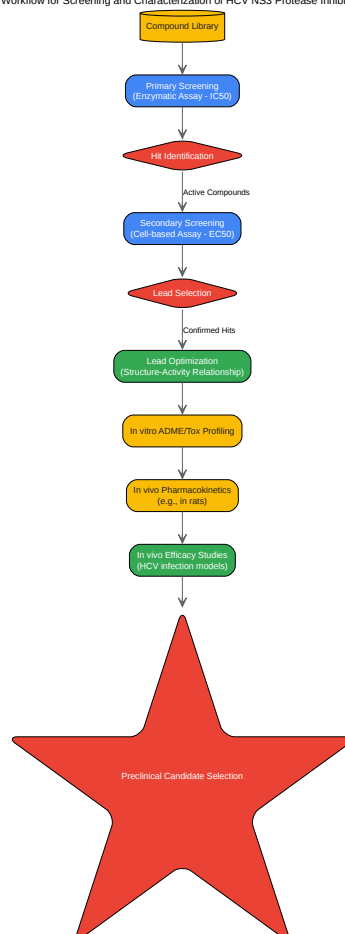 Workflow for Screening and Characterization of HCV NS3 Protease Inhibi
Compound Library
Primary Screening
(Enzymatic Assay - IC50)
Hit Identification
Active Compounds
Secondary Screening
(Cell-based Assay - EC50)
Lead Selection
Confirmed Hits
Lead Optimization
(Structure-Activity Relationship)
In vitro ADME/Tox Profiling
In vivo Pharmacokinetics
(e.g., in rats)
In vivo Efficacy Studies
(HCV infection models)
Preclinical Candidate Selection